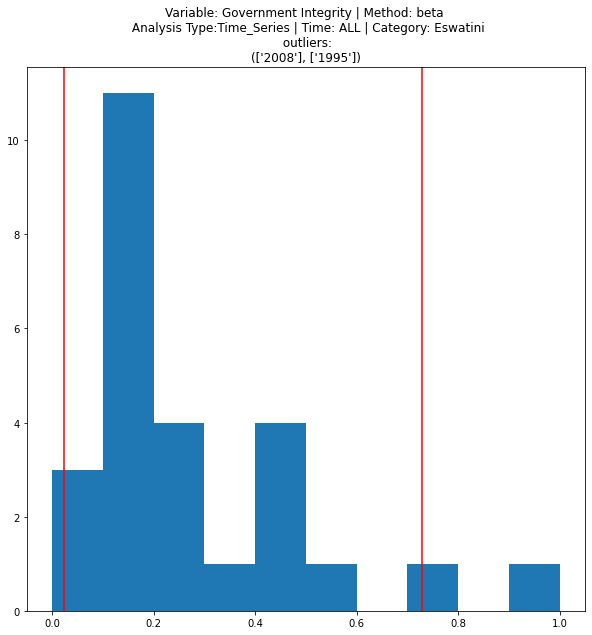 Variable: Government Integrity | Method: beta
Analysis Type:Time_Series | Time: ALL | Category: Eswatini
outliers:
(['2008'], ['1995'])
10
8
6
4
2
0
0.0 0.2 0.4 0.6 0.8 1.0